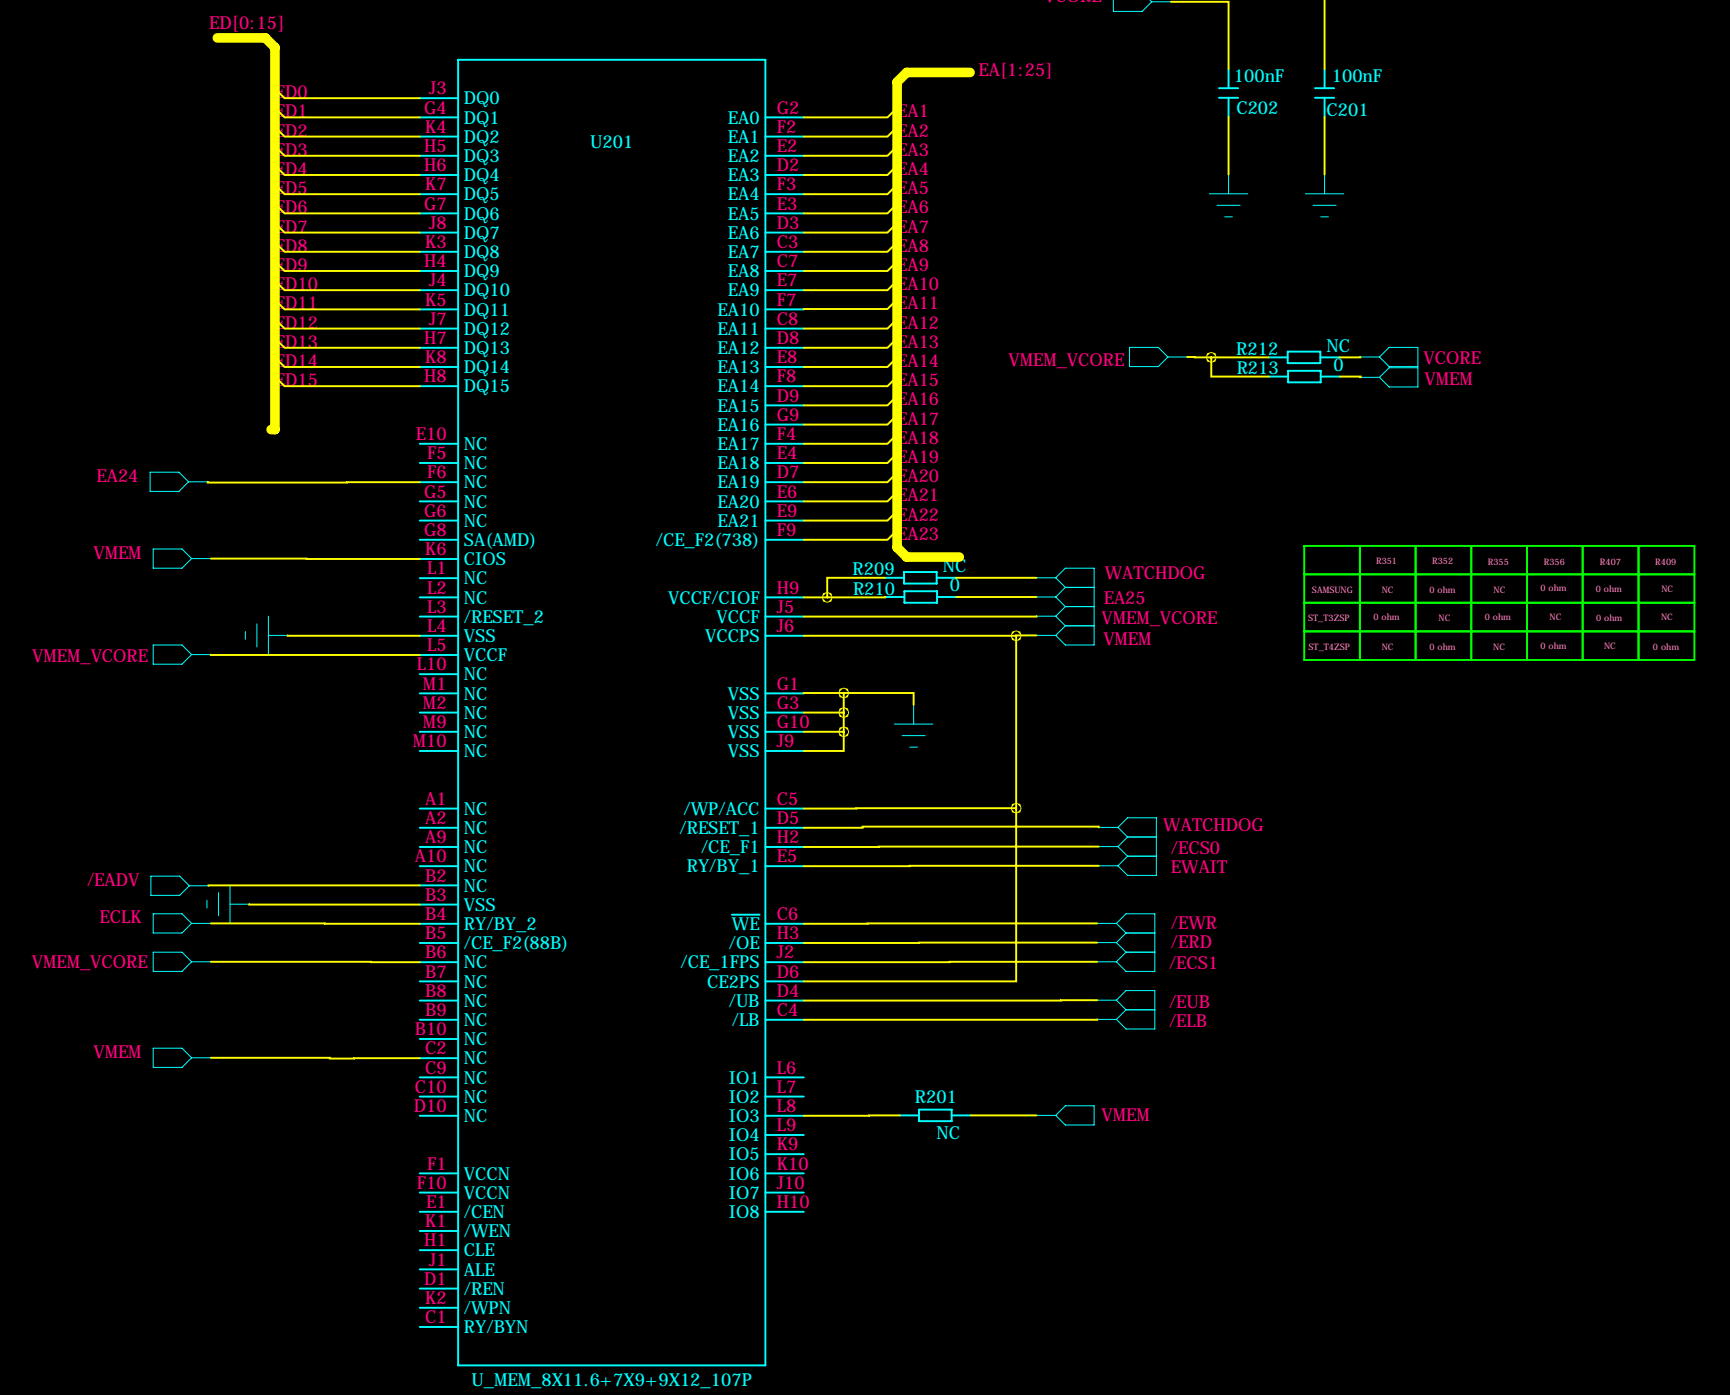 ED[0:15]
ED0 J3 DQ0
ED1 G4 DQ1
ED2 K4 DQ2
ED3 H5 DQ3
ED4 H6 DQ4
ED5 K7 DQ5
ED6 G7 DQ6
ED7 J8 DQ7
ED8 K3 DQ8
ED9 H4 DQ9
ED10 J4 DQ10
ED11 K5 DQ11
ED12 J7 DQ12
ED13 H7 DQ13
ED14 K8 DQ14
ED15 H8 DQ15
E10 NC
F5 NC
EA24 F6 NC
G5 NC
G6 NC
G8 SA(AMD)
VMEM K6 CIOS
L1 NC
L2 NC
L3 /RESET_2
L4 VSS
VMEM_VCORE L5 VCCF
L10 NC
M1 NC
M2 NC
M9 NC
M10 NC
A1 NC
A2 NC
A9 NC
A10 NC
/EADV B2 NC
B3 VSS
ECLK B4 RY/BY_2
B5 /CE_F2(88B)
VMEM_VCORE B6 NC
B7 NC
B8 NC
B9 NC
B10 NC
VMEM C2 NC
C9 NC
C10 NC
D10 NC
F1 VCCN
F10 VCCN
E1 /CEN
K1 /WEN
H1 CLE
J1 ALE
D1 /REN
K2 /WPN
C1 RY/BYN
U201
U_MEM_8X11.6+7X9+9X12_107P
EA[1:25]
EA0 G2 EA1
EA1 F2 EA2
EA2 E2 EA3
EA3 D2 EA4
EA4 F3 EA5
EA5 E3 EA6
EA6 D3 EA7
EA7 C3 EA8
EA8 C7 EA9
EA9 E7 EA10
EA10 F7 EA11
EA11 C8 EA12
EA12 D8 EA13
EA13 E8 EA14
EA14 F8 EA15
EA15 D9 EA16
EA16 G9 EA17
EA17 F4 EA18
EA18 E4 EA19
EA19 D7 EA20
EA20 E6 EA21
EA21 E9 EA22
/CE_F2(738) F9 EA23
R209 NC WATCHDOG
VCCF/CIOF H9 R210 0 EA25
VCCF J5 VMEM_VCORE
VCCPS J6 VMEM
VSS G1
VSS G3
VSS G10
VSS J9
/WP/ACC C5
/RESET_1 D5 WATCHDOG
/CE_F1 H2 /ECS0
RY/BY_1 E5 EWAIT
WE C6 /EWR
/OE H3 /ERD
/CE_1FPS J2 /ECS1
CE2PS D6
/UB D4 /EUB
/LB C4 /ELB
IO1 L6
IO2 L7
IO3 L8 R201 NC VMEM
IO4 L9
IO5 K9
IO6 K10
IO7 J10
IO8 H10
VCORE
100nF 100nF
C202 C201
VMEM_VCORE R212 NC VCORE
R213 0 VMEM
R351 R352 R355 R356 R407 R409
SAMSUNG NC 0 ohm NC 0 ohm 0 ohm NC
ST_T3ZSP 0 ohm NC 0 ohm NC 0 ohm NC
ST_T4ZSP NC 0 ohm NC 0 ohm NC 0 ohm